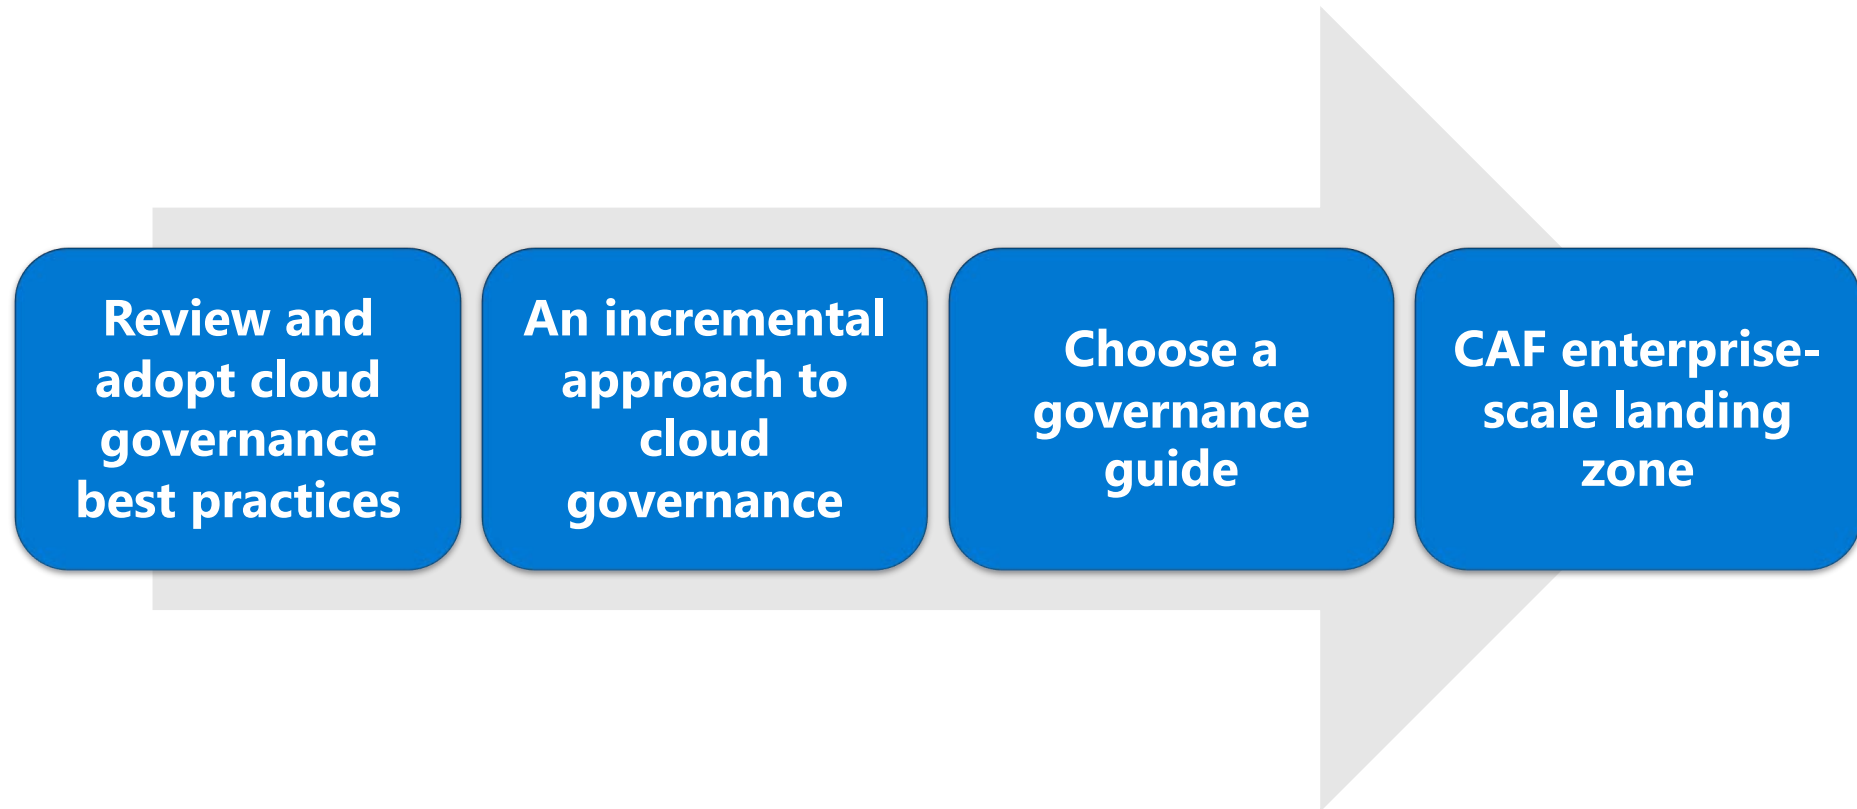 Review and
adopt cloud
governance
best practices
An incremental
approach to
cloud
governance
Choose a
governance
guide
CAF enterprise-
scale landing
zone